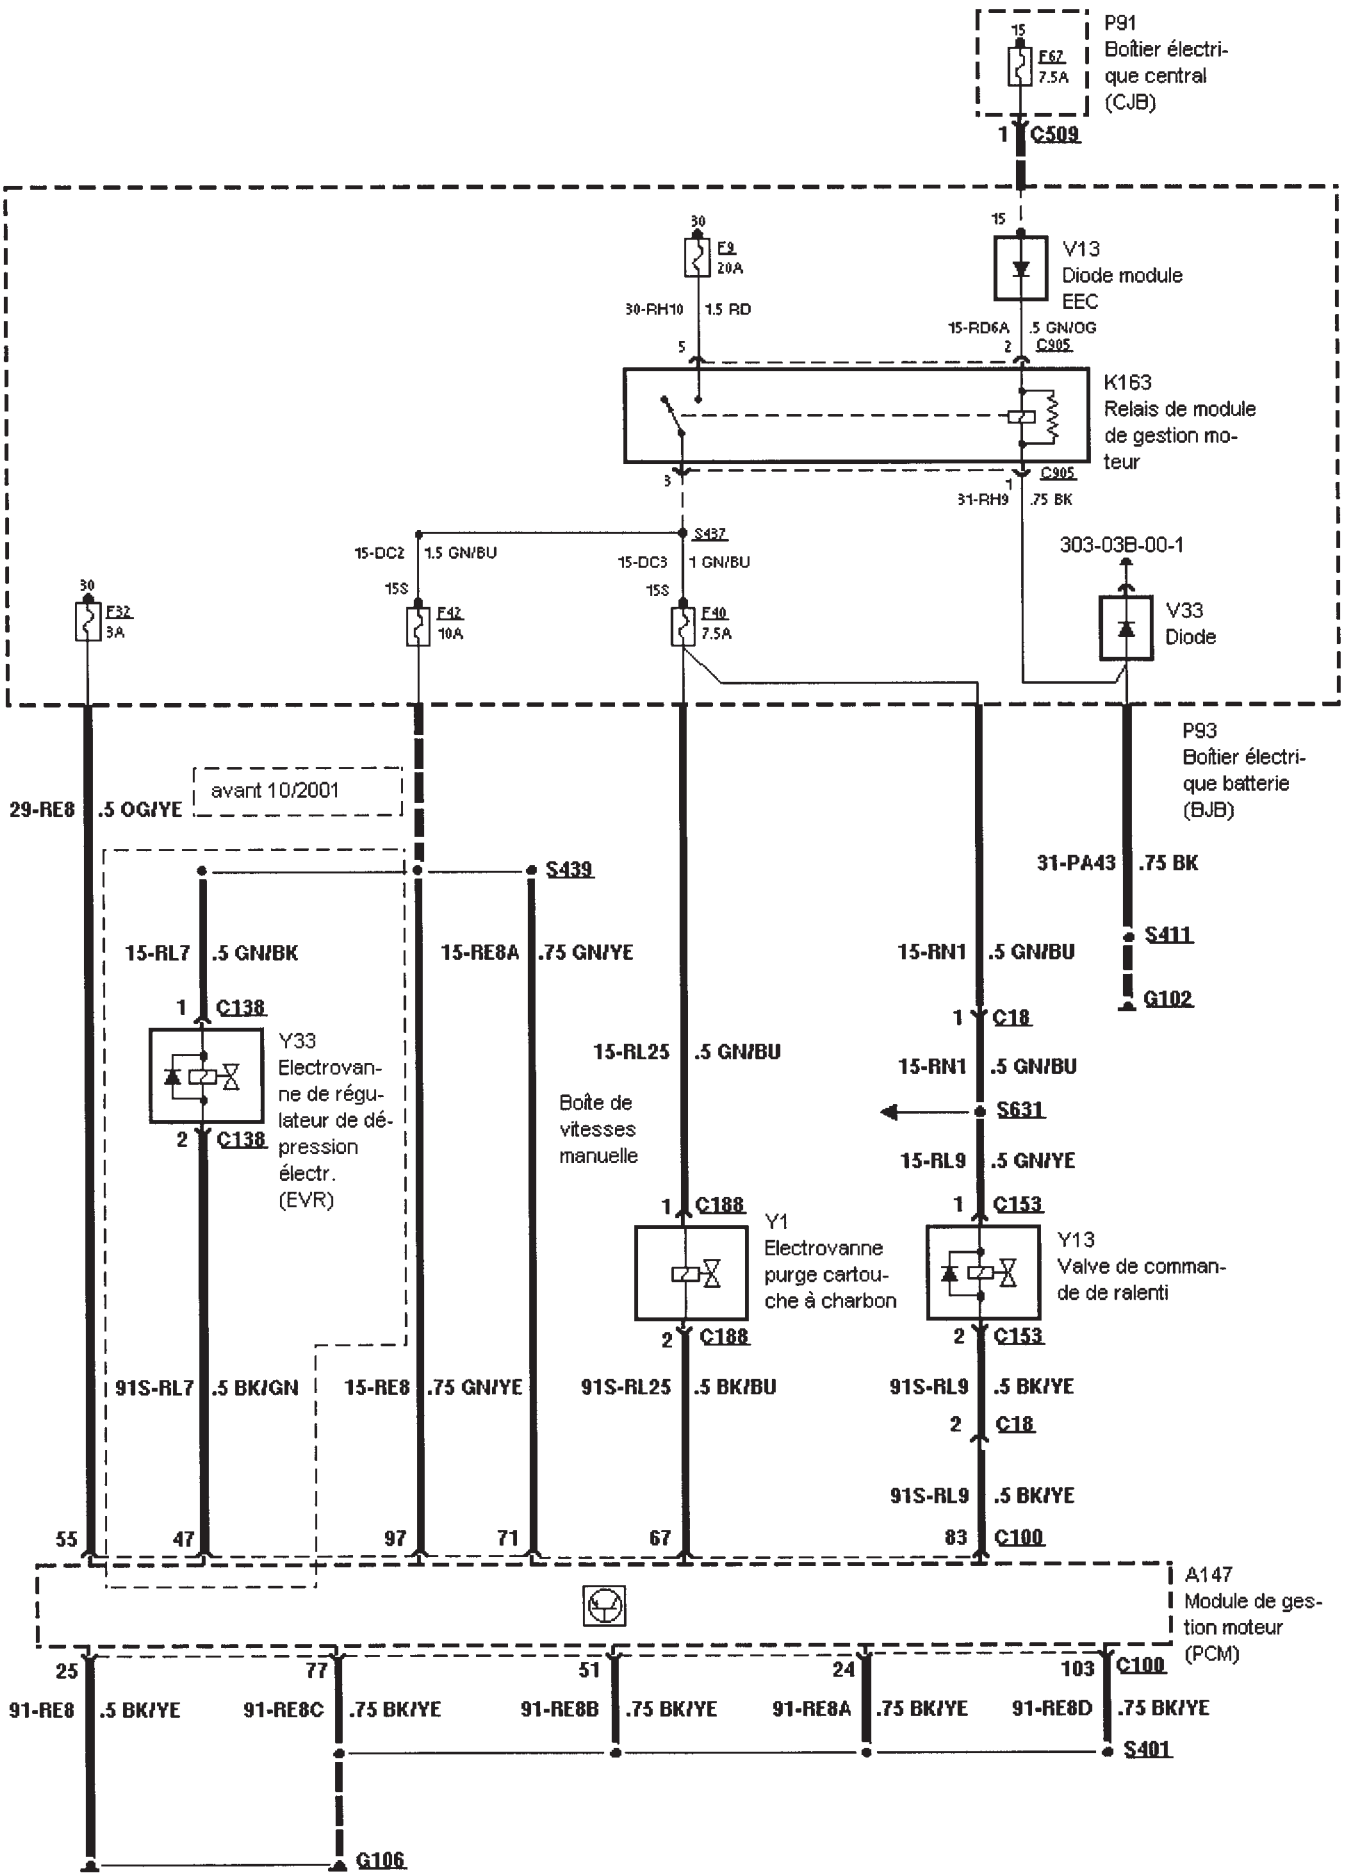 P91
15
Boîtier électri-
F67
que central
7.5A
(CJB)
1 C509
30
15
F9
V13
20A
Diode module
EEC
30-RH10 1.5 RD
15-RD6A .5 GN/OG
5
2 C905
K163
Relais de module
de gestion mo-
teur
3
1 C905
31-RH9 .75 BK
S437
303-03B-00-1
15-DC2 1.5 GN/BU
15-DC3 1 GN/BU
30
15S
15S
F32
3A
F42
10A
F40
7.5A
V33
Diode
P93
Boîtier électri-
que batterie
(BJB)
avant 10/2001
29-RE8 .5 OG/YE
31-PA43 .75 BK
S439
S411
15-RL7 .5 GN/BK
15-RE8A .75 GN/YE
15-RN1 .5 GN/BU
G102
1 C138
1 C18
Y33
Electrovan-
ne de régu-
lateur de dé-
pression
électr.
(EVR)
15-RL25 .5 GN/BU
15-RN1 .5 GN/BU
Boîte de
vitesses
manuelle
S631
2 C138
15-RL9 .5 GN/YE
1 C188
1 C153
Y1
Electrovanne
purge cartou-
che à charbon
Y13
Valve de comman-
de de ralenti
2 C188
2 C153
91S-RL7 .5 BK/GN
15-RE8 .75 GN/YE
91S-RL25 .5 BK/BU
91S-RL9 .5 BK/YE
2 C18
91S-RL9 .5 BK/YE
55
47
97
71
67
83 C100
A147
Module de ges-
tion moteur
(PCM)
25
77
51
24
103 C100
91-RE8 .5 BK/YE
91-RE8C .75 BK/YE
91-RE8B .75 BK/YE
91-RE8A .75 BK/YE
91-RE8D .75 BK/YE
S401
G106